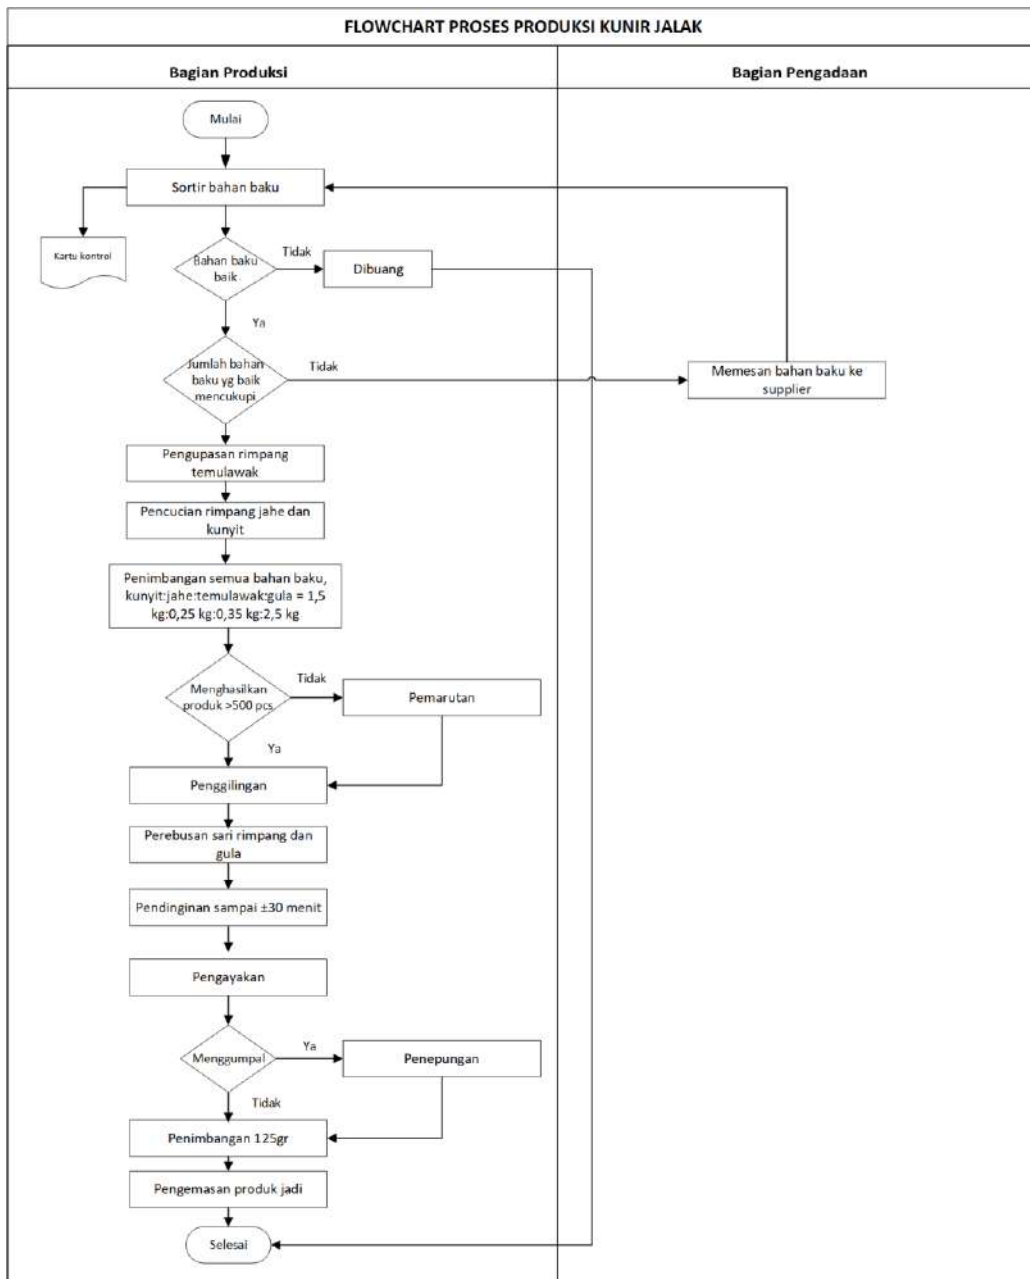 FLOWCHART PROSES PRODUKSI KUNIR JALAK
Bagian Produksi
Bagian Pengadaan
Mulai
Sortir bahan baku
Kartu kontrol
Bahan baku
baik
Tidak
Dibuang
Ya
Jumlah bahan
baku yg baik
mencukupi
Tidak
Memesan bahan baku ke
supplier
Pengupasan rimpang
temulawak
Pencucian rimpang jahe dan
kunyit
Penimbangan semua bahan baku,
kunyit:jahe:temulawak:gula = 1,5
kg:0,25 kg:0,35 kg:2,5 kg
Menghasilkan
produk >500 pcs
Tidak
Pemarutan
Ya
Penggilingan
Perebusan sari rimpang dan
gula
Pendinginan sampai ±30 menit
Pengayakan
Menggumpal
Ya
Penepungan
Tidak
Penimbangan 125gr
Pengemasan produk jadi
Selesai